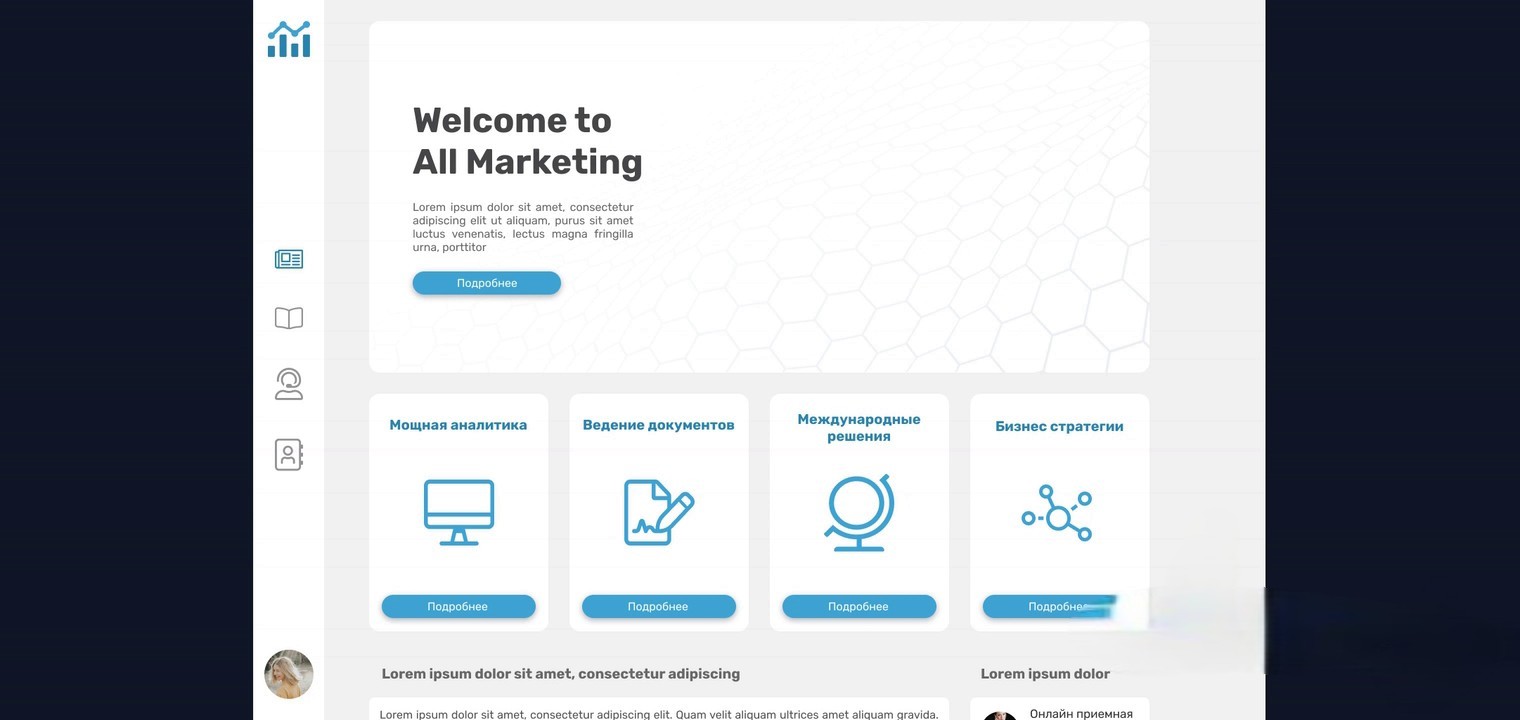 Welcome to
All Marketing
Lorem ipsum dolor sit amet, consectetur
adipiscing elit ut aliquam, purus sit amet
luctus venenatis, lectus magna fringilla
urna, porttitor
Подробнее
Мощная аналитика
Ведение документов
Международные
решения
Бизнес стратегии
Подробнее
Подробнее
Подробнее
Подробнее
Lorem ipsum dolor sit amet, consectetur adipiscing
Lorem ipsum dolor
Lorem ipsum dolor sit amet, consectetur adipiscing elit. Quam velit aliquam ultrices amet aliquam gravida.
Онлайн приемная